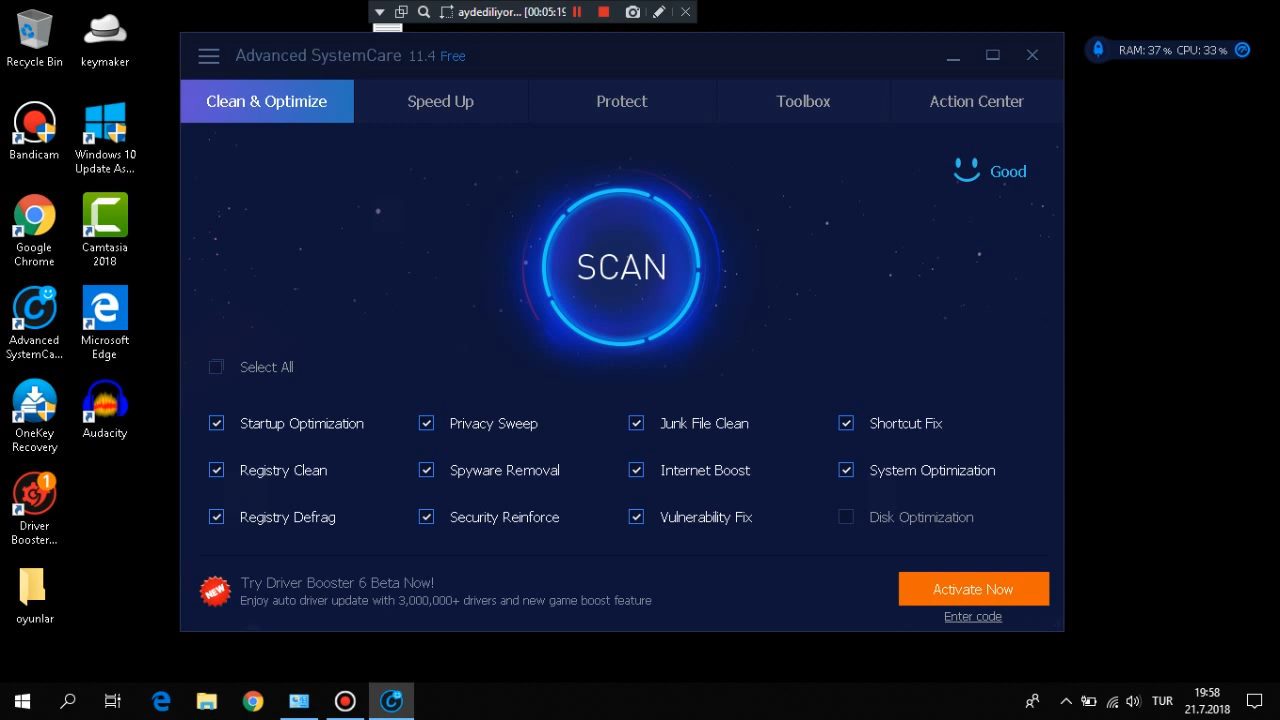 aydediliyor... [00:05:19
Recycle Bin
keymaker
Bandicam
Windows 10
Update As...
Google
Chrome
Camtasia
2018
Advanced
SystemCa...
Microsoft
Edge
OneKey
Recovery
Audacity
1
Driver
Booster...
oyunlar
Advanced SystemCare 11.4 Free
RAM: 37% CPU: 33%
Clean & Optimize
Speed Up
Protect
Toolbox
Action Center
Good
SCAN
Select All
Startup Optimization
Privacy Sweep
Junk File Clean
Shortcut Fix
Registry Clean
Spyware Removal
Internet Boost
System Optimization
Registry Defrag
Security Reinforce
Vulnerability Fix
Disk Optimization
NEW
Try Driver Booster 6 Beta Now!
Enjoy auto driver update with 3,000,000+ drivers and new game boost feature
Activate Now
Enter code
TUR
19:58
21.7.2018